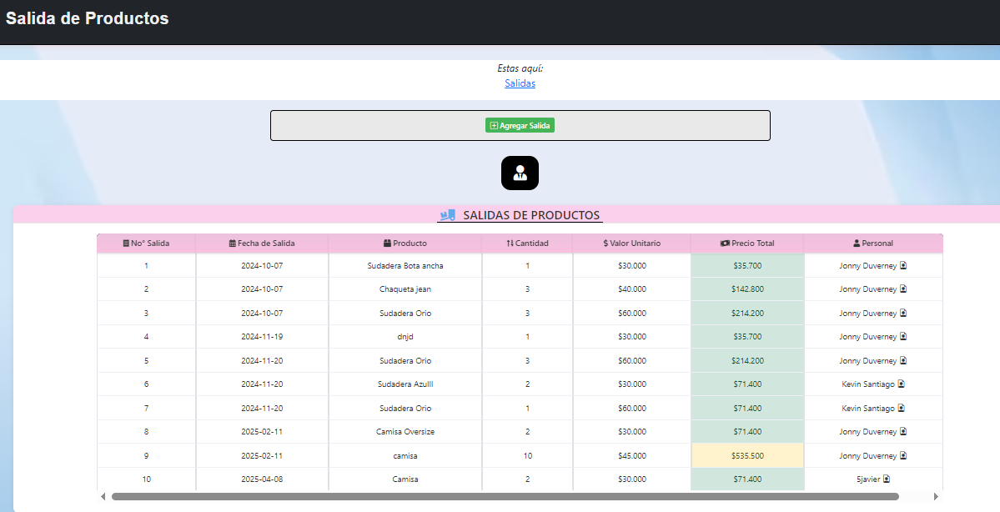 Salida de Productos
Estas aquí:
Salidas
Agregar Salida
SALIDAS DE PRODUCTOS
No° Salida Fecha de Salida Producto Cantidad $ Valor Unitario Precio Total Personal
1 2024-10-07 Sudadera Bota ancha 1 $30.000 $35.700 Jonny Duverney
2 2024-10-07 Chaqueta jean 3 $40.000 $142.800 Jonny Duverney
3 2024-10-07 Sudadera Orio 3 $60.000 $214.200 Jonny Duverney
4 2024-11-19 dnjd 1 $30.000 $35.700 Jonny Duverney
5 2024-11-20 Sudadera Orio 3 $60.000 $214.200 Jonny Duverney
6 2024-11-20 Sudadera Azulll 2 $30.000 $71.400 Kevin Santiago
7 2024-11-20 Sudadera Orio 1 $60.000 $71.400 Kevin Santiago
8 2025-02-11 Camisa Oversize 2 $30.000 $71.400 Jonny Duverney
9 2025-02-11 camisa 10 $45.000 $535.500 Jonny Duverney
10 2025-04-08 Camisa 2 $30.000 $71.400 5javier